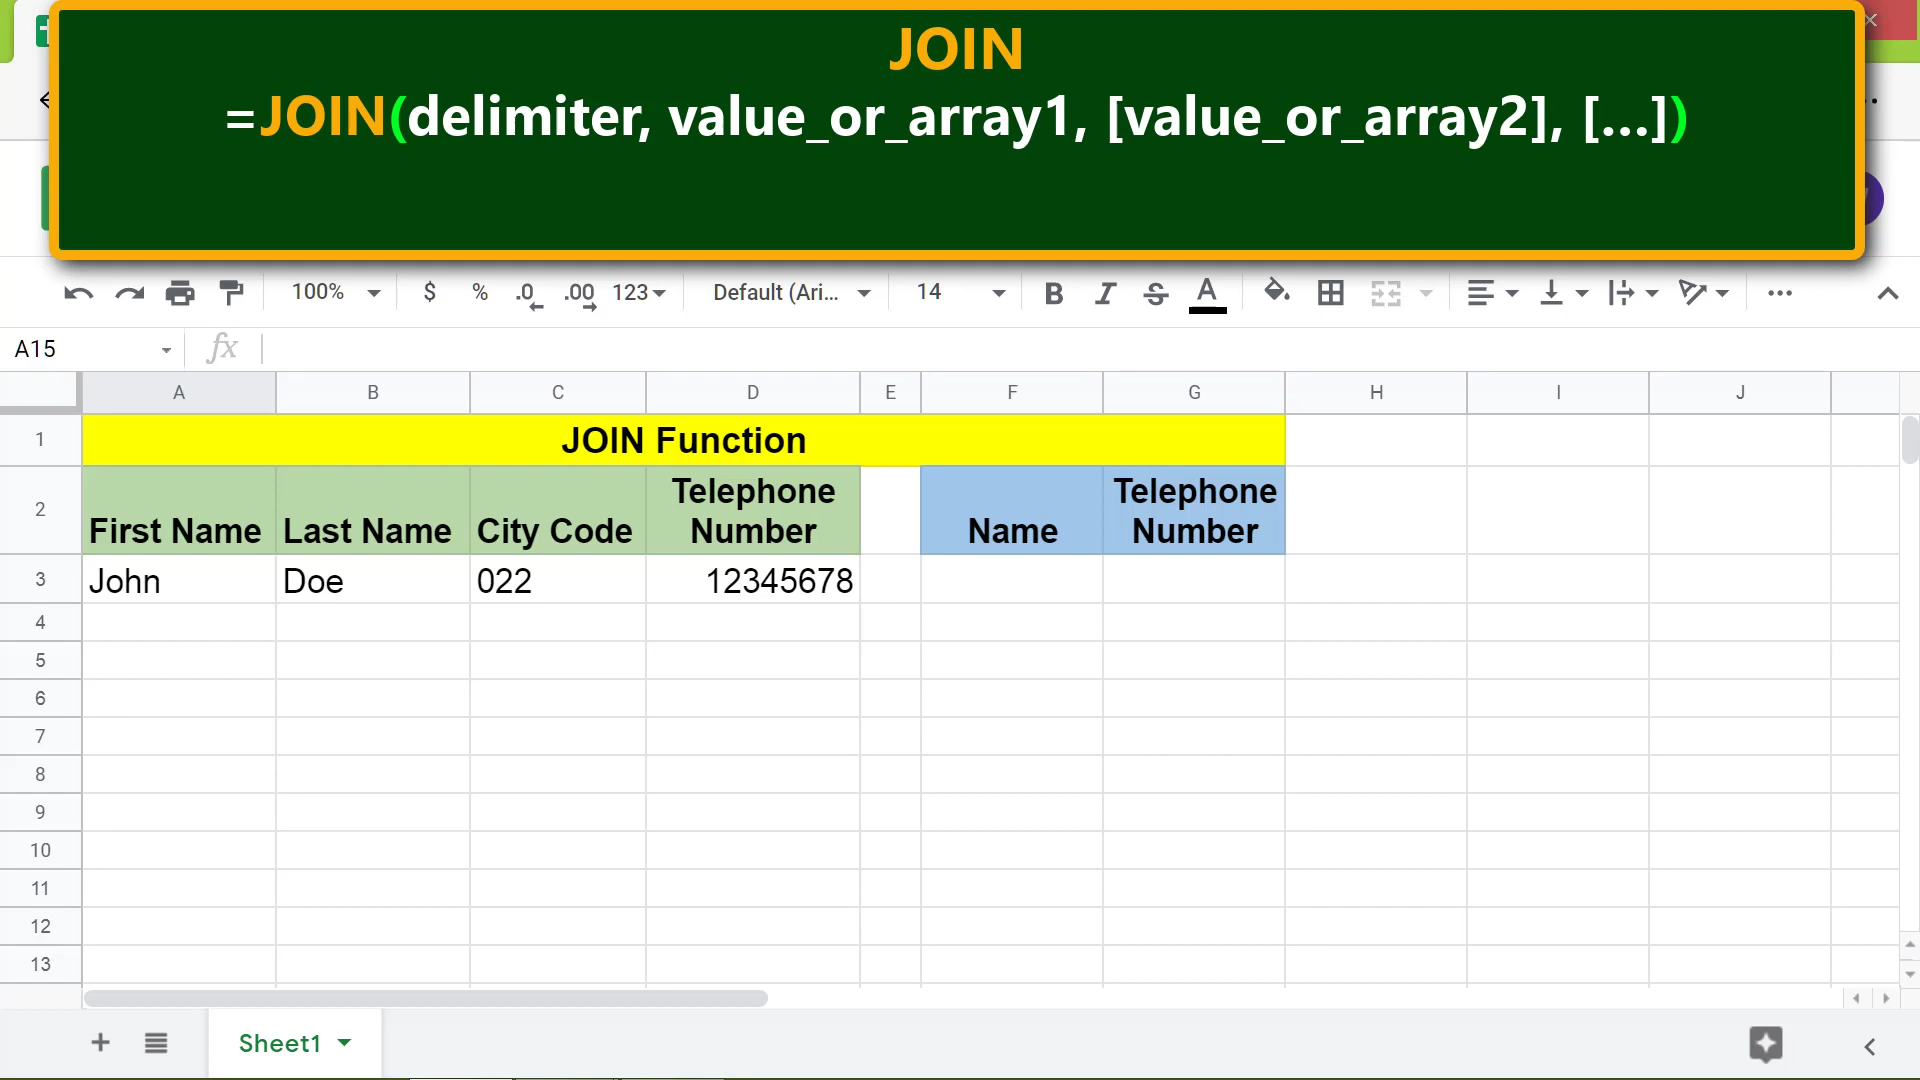 JOIN
=JOIN(delimiter, value_or_array1, [value_or_array2], [...])
100% $ % .0 .00 123 Default (Ari... 14 B I S A
A15 fx
A B C D E F G H I J
1 JOIN Function
2 First Name Last Name City Code Telephone Number Name Telephone Number
3 John Doe 022 12345678
4
5
6
7
8
9
10
11
12
13
Sheet1